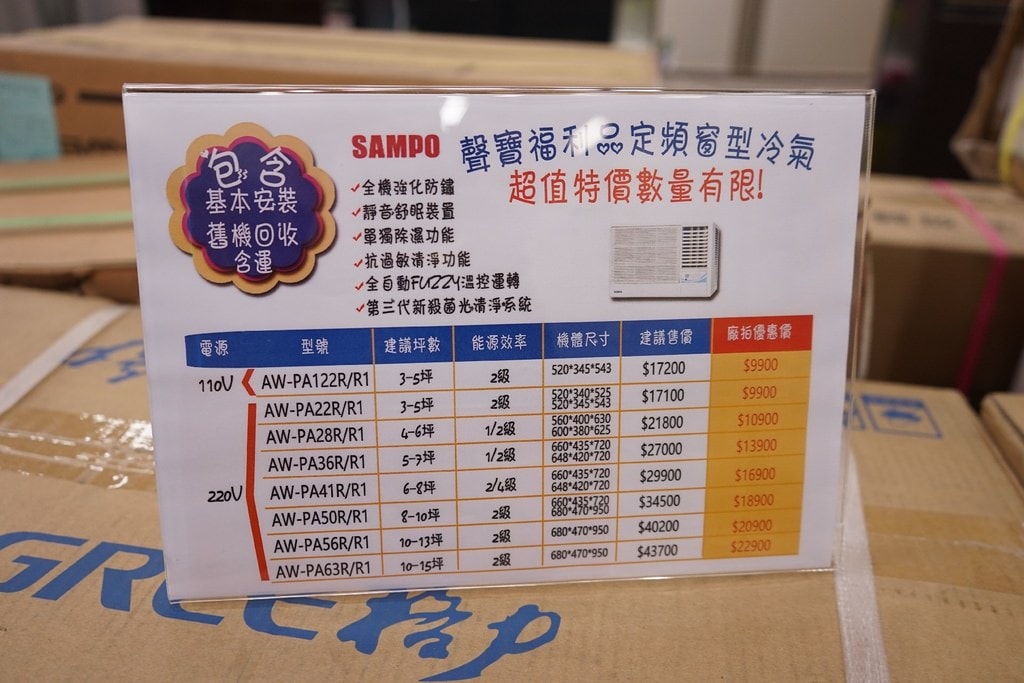 包含
基本安裝
舊機回收
含運
SAMPO 聲寶福利品定頻窗型冷氣
超值特價數量有限!
✓全機強化防鏽
✓靜音舒眠裝置
✓單獨除濕功能
✓抗過敏清淨功能
✓全自動FUZZY溫控運轉
✓第三代新殺菌光清淨系統
電源 型號 建議坪數 能源效率 機體尺寸 建議售價 廠拍優惠價
110V AW-PA122R/R1 3-5坪 2級 520*345*543 $17200 $9900
AW-PA22R/R1 3-5坪 2級 520*340*525 520*345*543 $17100 $9900
AW-PA28R/R1 4-6坪 1/2級 560*400*630 600*380*625 $21800 $10900
AW-PA36R/R1 5-7坪 1/2級 660*435*720 648*420*720 $27000 $13900
220V AW-PA41R/R1 6-8坪 2/4級 660*435*720 648*420*720 $29900 $16900
AW-PA50R/R1 8-10坪 2級 660*435*720 680*470*950 $34500 $18900
AW-PA56R/R1 10-13坪 2級 680*470*950 $40200 $20900
AW-PA63R/R1 10-15坪 2級 680*470*950 $43700 $22900
GREE格力